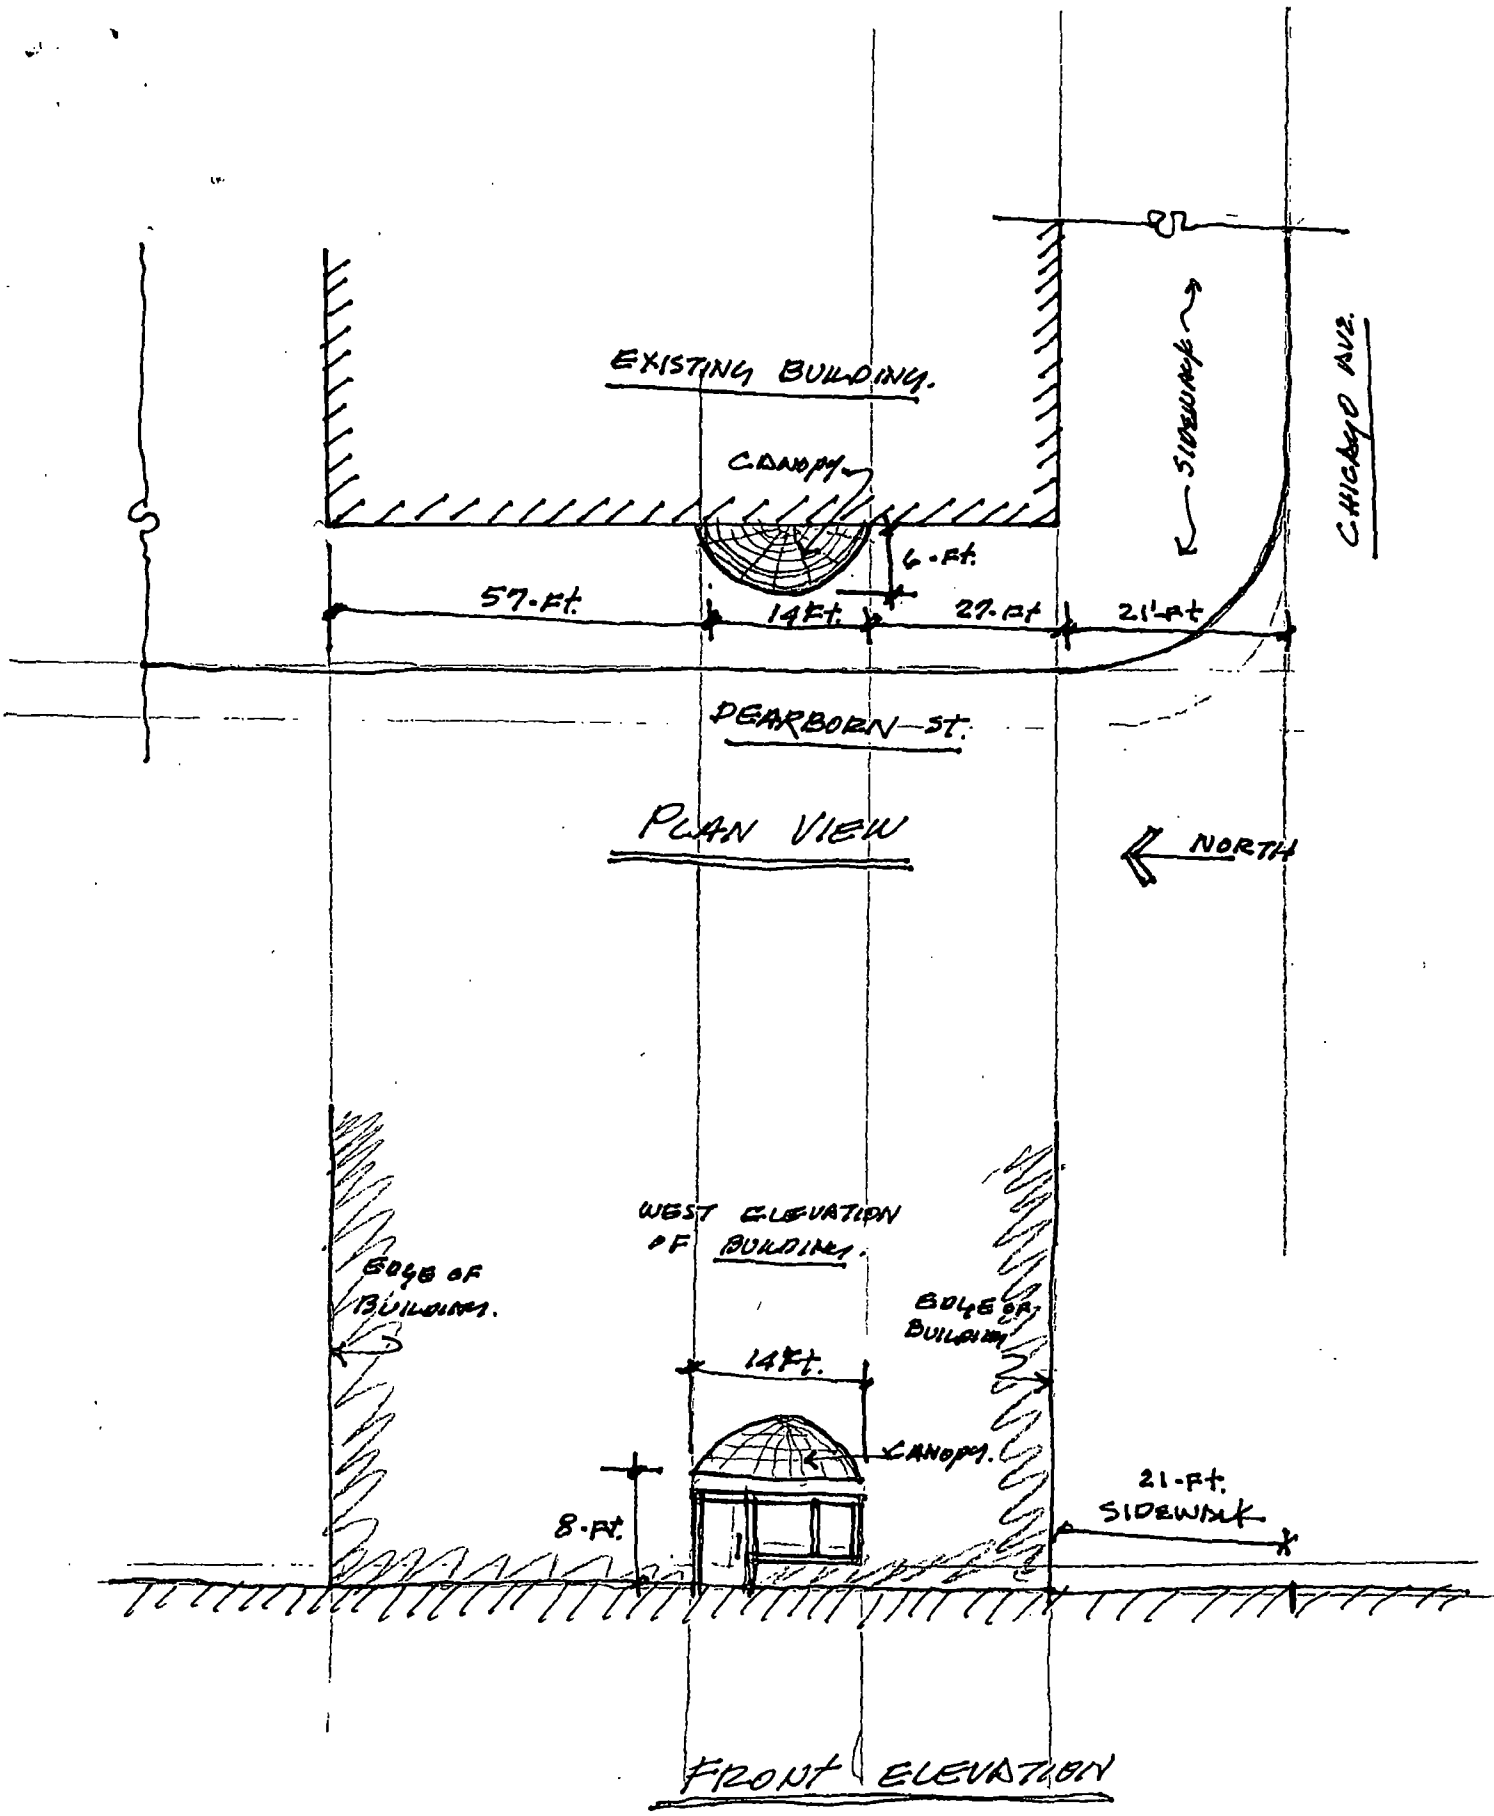 EXISTING BUILDING.
CANOPY
SIDEWALK
CHICAGO AVE.
6-Ft.
57-Ft.
14Ft.
27-Ft
21'-Ft
DEARBORN ST.
PLAN VIEW
NORTH
WEST ELEVATION
OF BUILDING.
EDGE OF
BUILDING.
EDGE OF
BUILDING
14Ft.
CANOPY.
8-Ft.
21-Ft.
SIDEWALK
FRONT ELEVATION